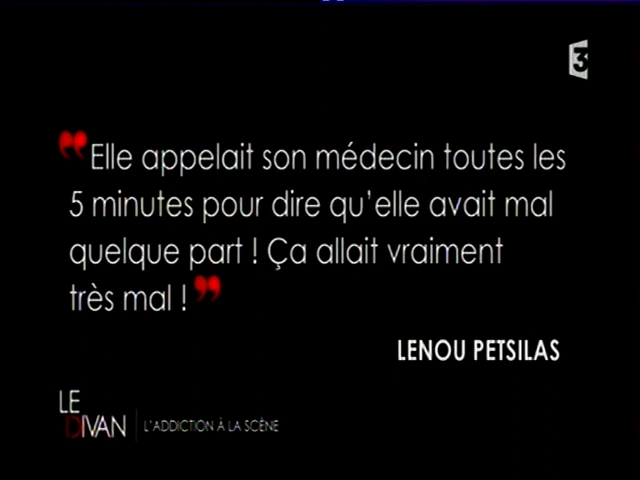 3
❞ Elle appelait son médecin toutes les
5 minutes pour dire qu'elle avait mal
quelque part ! Ça allait vraiment
très mal ! ❞
LENOU PETSILAS
LE
DIVAN
L'ADDICTION À LA SCÈNE